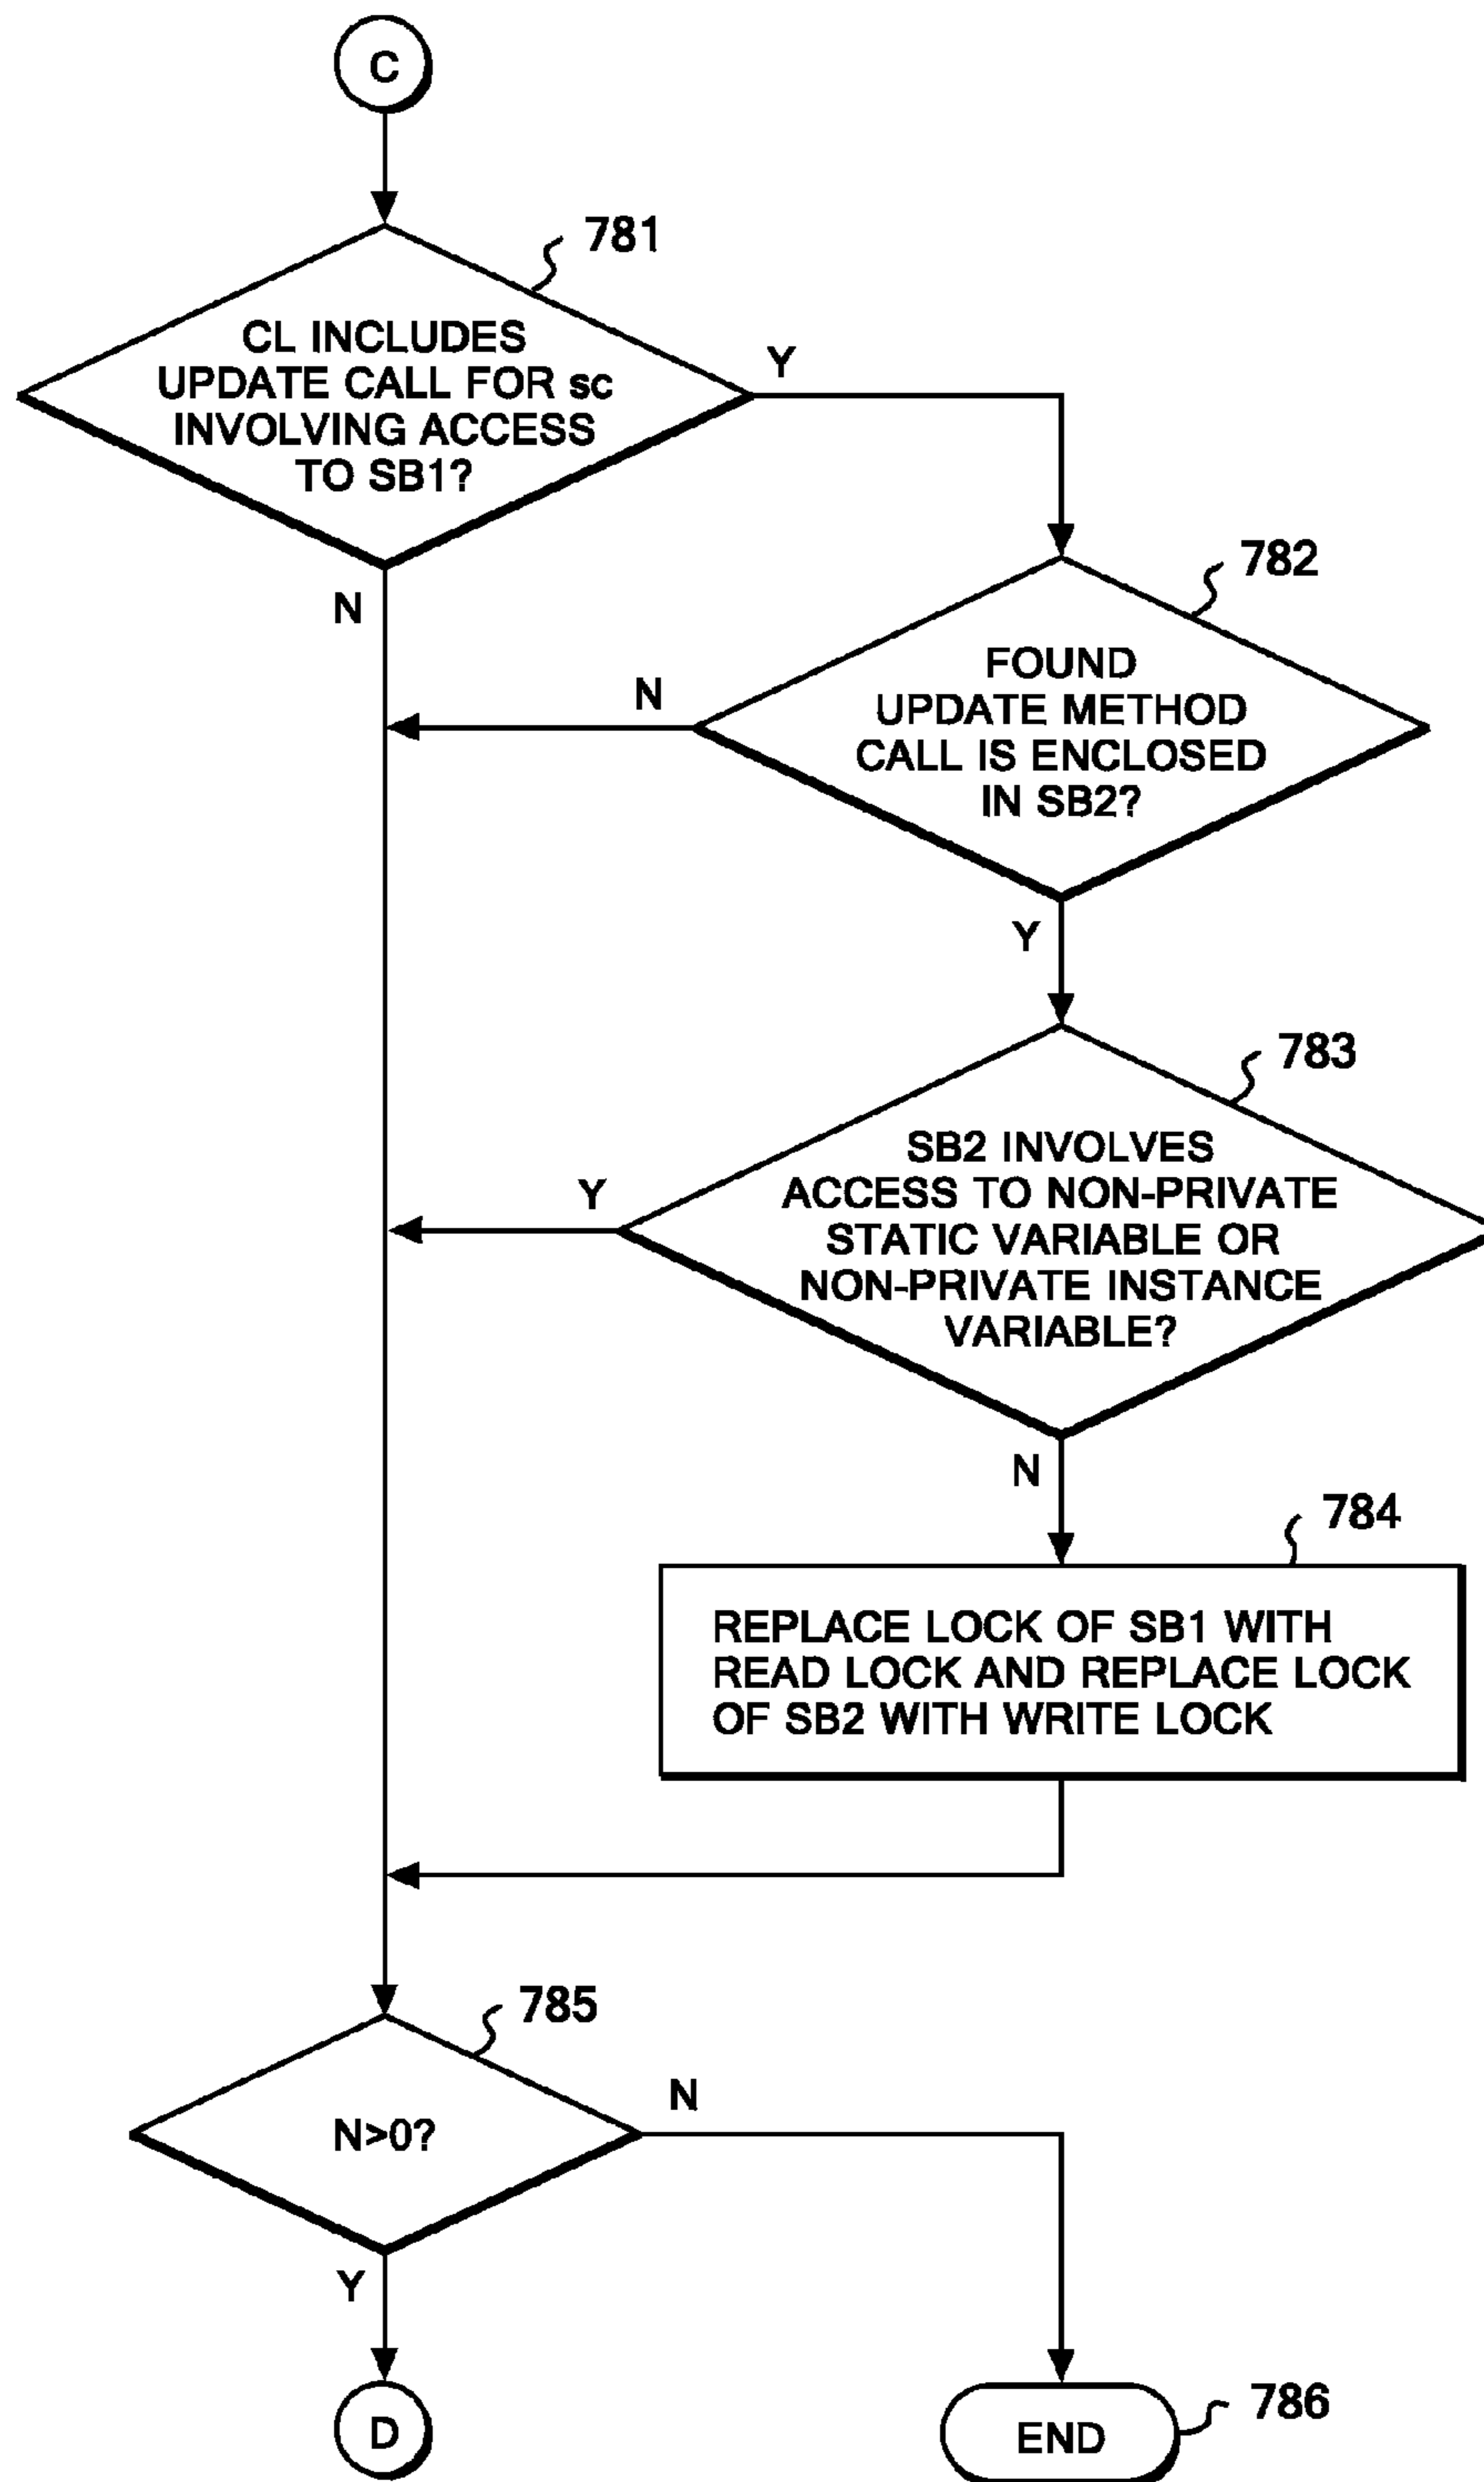 C
781
CL INCLUDES
UPDATE CALL FOR sc
INVOLVING ACCESS
TO SB1?
Y
N
782
FOUND
UPDATE METHOD
CALL IS ENCLOSED
IN SB2?
N
Y
783
SB2 INVOLVES
ACCESS TO NON-PRIVATE
STATIC VARIABLE OR
NON-PRIVATE INSTANCE
VARIABLE?
Y
N
784
REPLACE LOCK OF SB1 WITH
READ LOCK AND REPLACE LOCK
OF SB2 WITH WRITE LOCK
785
N>0?
N
Y
D
END
786